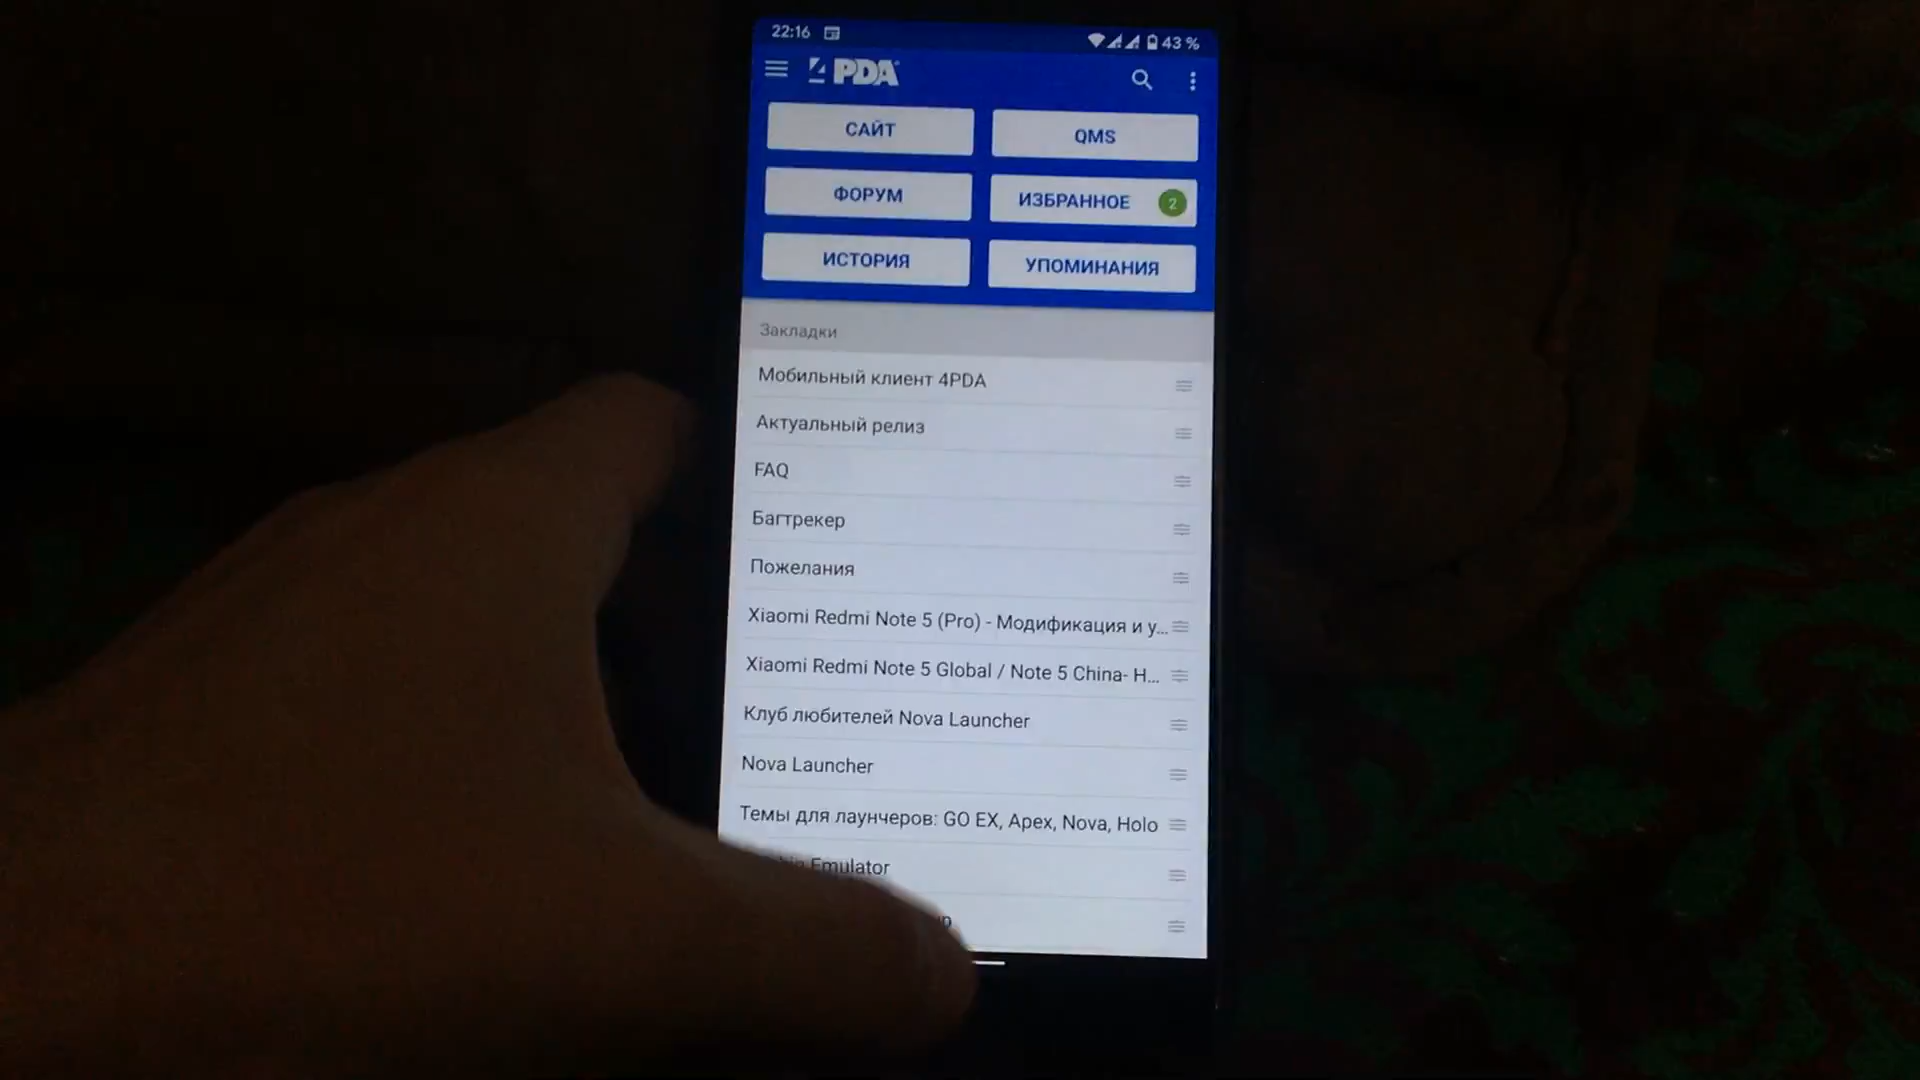 22:16
43 %
4PDA
САЙТ
QMS
ФОРУМ
ИЗБРАННОЕ 2
ИСТОРИЯ
УПОМИНАНИЯ
Закладки
Мобильный клиент 4PDA
Актуальный релиз
FAQ
Багтрекер
Пожелания
Xiaomi Redmi Note 5 (Pro) - Модификация и у...
Xiaomi Redmi Note 5 Global / Note 5 China- Н...
Клуб любителей Nova Launcher
Nova Launcher
Темы для лаунчеров: GO EX, Apex, Nova, Holo
Emulator